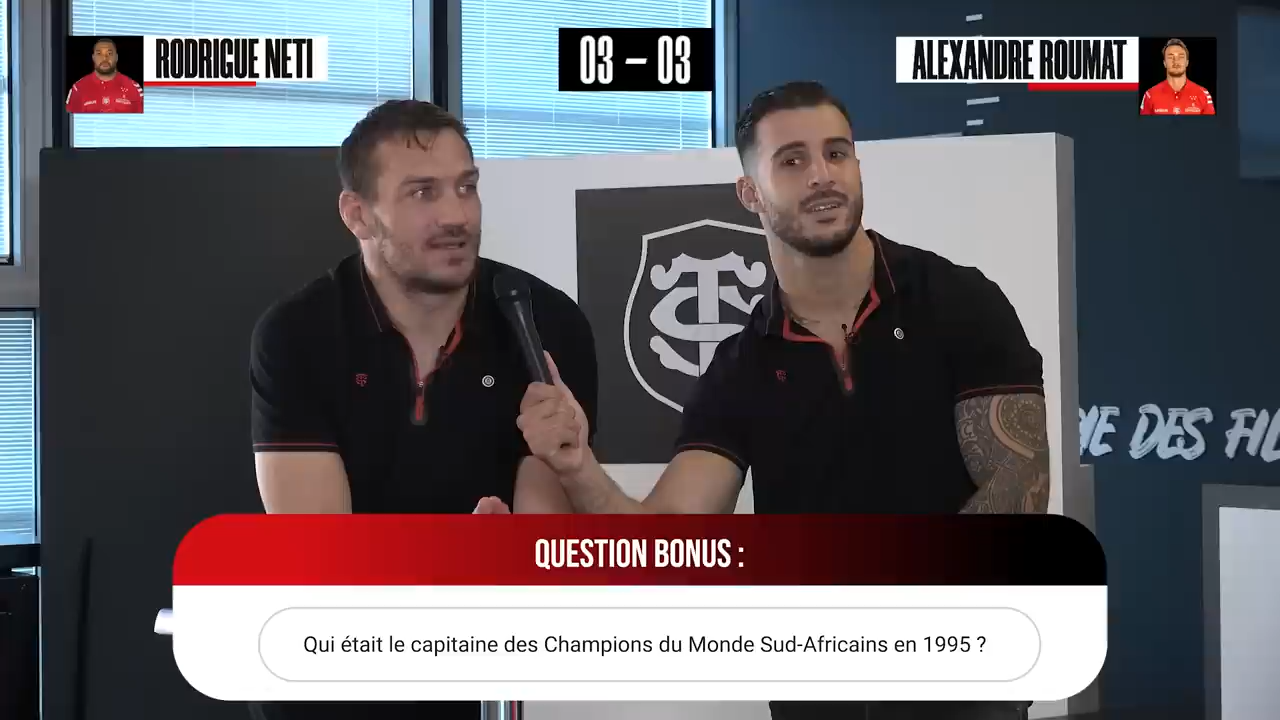 RODRIGUE NETI
03 – 03
ALEXANDRE ROUMAT
DES
QUESTION BONUS :
Qui était le capitaine des Champions du Monde Sud-Africains en 1995 ?